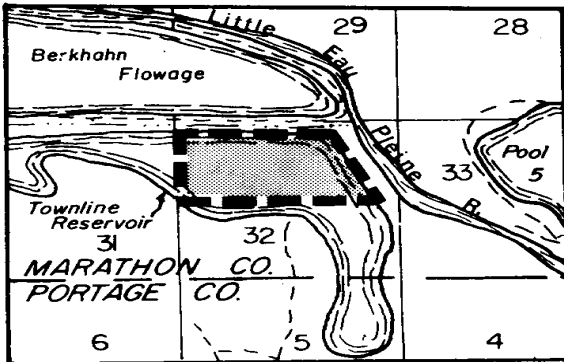 Little Eau Pleine R.
29
28
Berkhahn
Flowage
33
Pool
5
Townline
Reservoir
31
32
MARATHON CO.
PORTAGE CO.
6
5
4